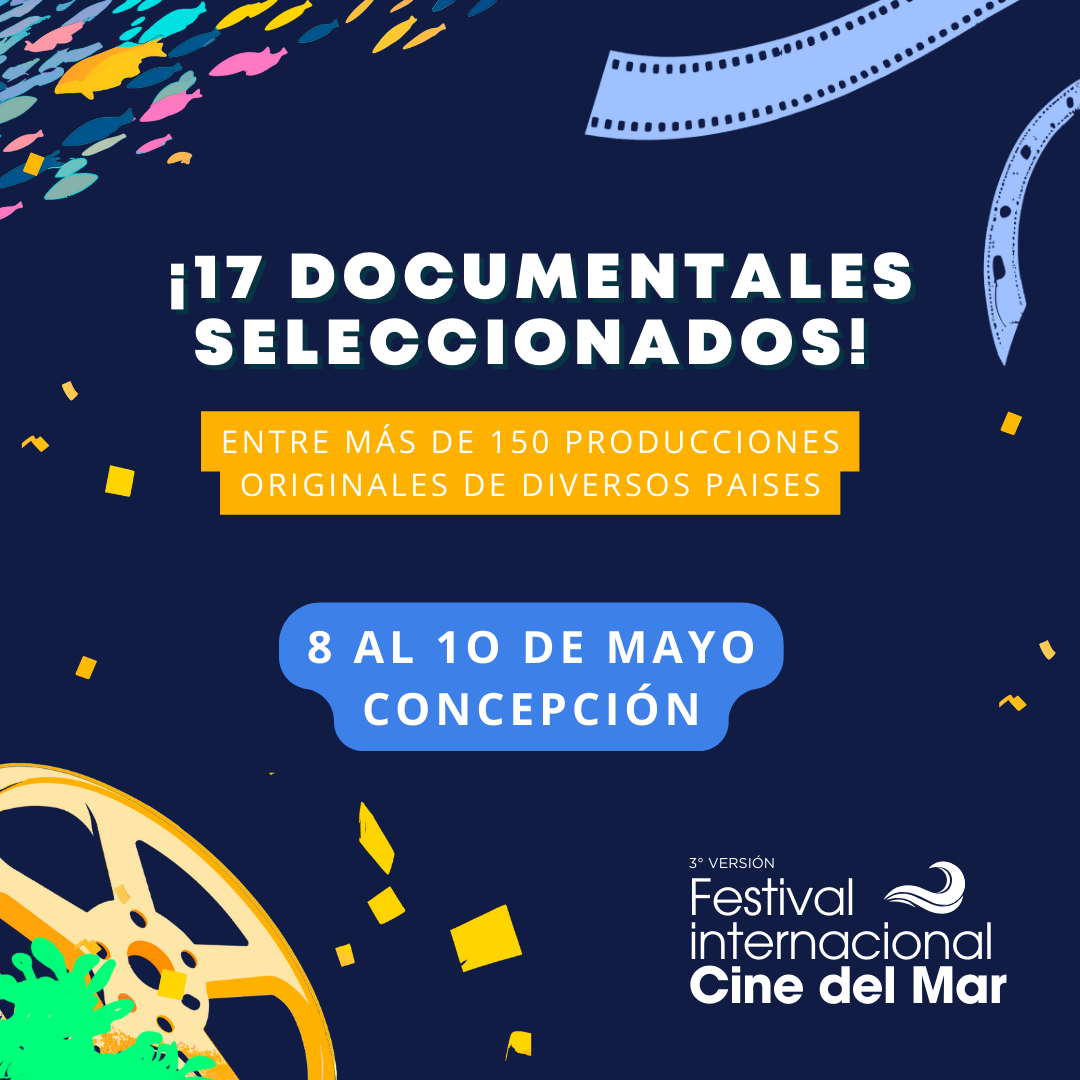 ¡17 DOCUMENTALES
SELECCIONADOS!
ENTRE MÁS DE 150 PRODUCCIONES
ORIGINALES DE DIVERSOS PAISES
8 AL 1O DE MAYO
CONCEPCIÓN
3° VERSIÓN
Festival
internacional
Cine del Mar